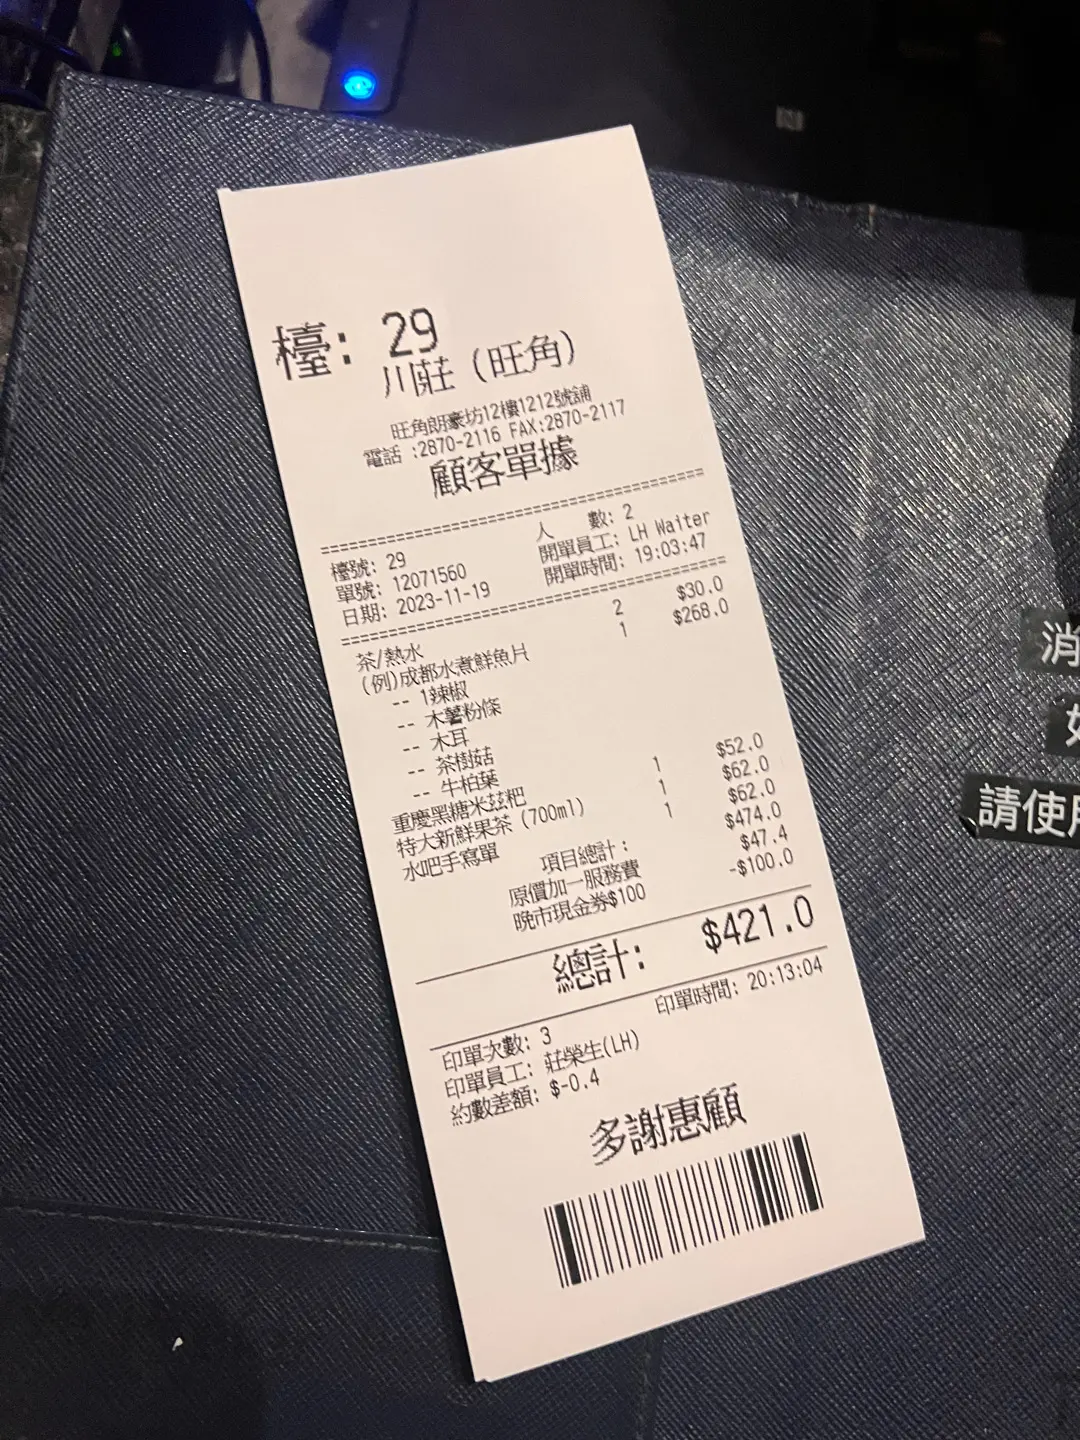 檯: 29
川莊 (旺角)
旺角朗豪坊12樓1212號舖
電話 :2870-2116 FAX:2870-2117
顧客單據
檯號: 29 人 數: 2
單號: 12071560 開單員工: LH Waiter
日期: 2023-11-19 開單時間: 19:03:47
茶/熱水 2 $30.0
(例)成都水煮鮮魚片 1 $268.0
-- 1辣椒
-- 木薯粉條
-- 木耳
-- 茶樹菇
-- 牛柏葉
重慶黑糖米玆粑 1 $52.0
特大新鮮果茶 (700ml) 1 $62.0
水吧手寫單 1 $62.0
項目總計: $474.0
原價加一服務費 $47.4
晚市現金券$100 -$100.0
總計: $421.0
印單時間: 20:13:04
印單次數: 3
印單員工: 莊榮生(LH)
約數差額: $-0.4
多謝惠顧
消
請使用